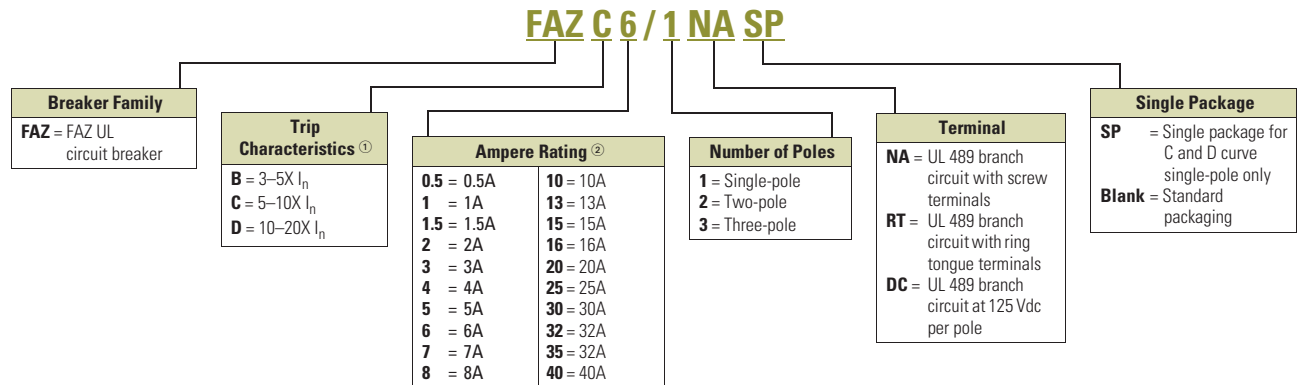 FAZ C 6 / 1 NA SP
Breaker Family
FAZ = FAZ UL
circuit breaker
Trip
Characteristics ①
B = 3–5X In
C = 5–10X In
D = 10–20X In
Ampere Rating ②
0.5 = 0.5A
1 = 1A
1.5 = 1.5A
2 = 2A
3 = 3A
4 = 4A
5 = 5A
6 = 6A
7 = 7A
8 = 8A
10 = 10A
13 = 13A
15 = 15A
16 = 16A
20 = 20A
25 = 25A
30 = 30A
32 = 32A
35 = 32A
40 = 40A
Number of Poles
1 = Single-pole
2 = Two-pole
3 = Three-pole
Terminal
NA = UL 489 branch
circuit with screw
terminals
RT = UL 489 branch
circuit with ring
tongue terminals
DC = UL 489 branch
circuit at 125 Vdc
per pole
Single Package
SP = Single package for
C and D curve
single-pole only
Blank = Standard
packaging